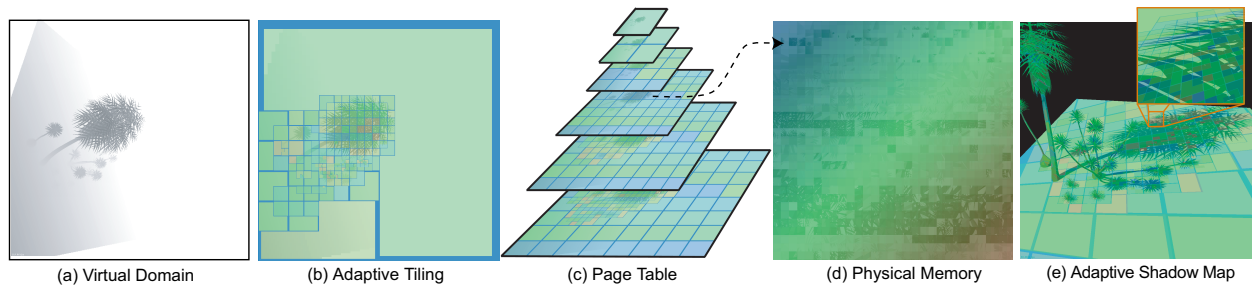 (a) Virtual Domain
(b) Adaptive Tiling
(c) Page Table
(d) Physical Memory
(e) Adaptive Shadow Map